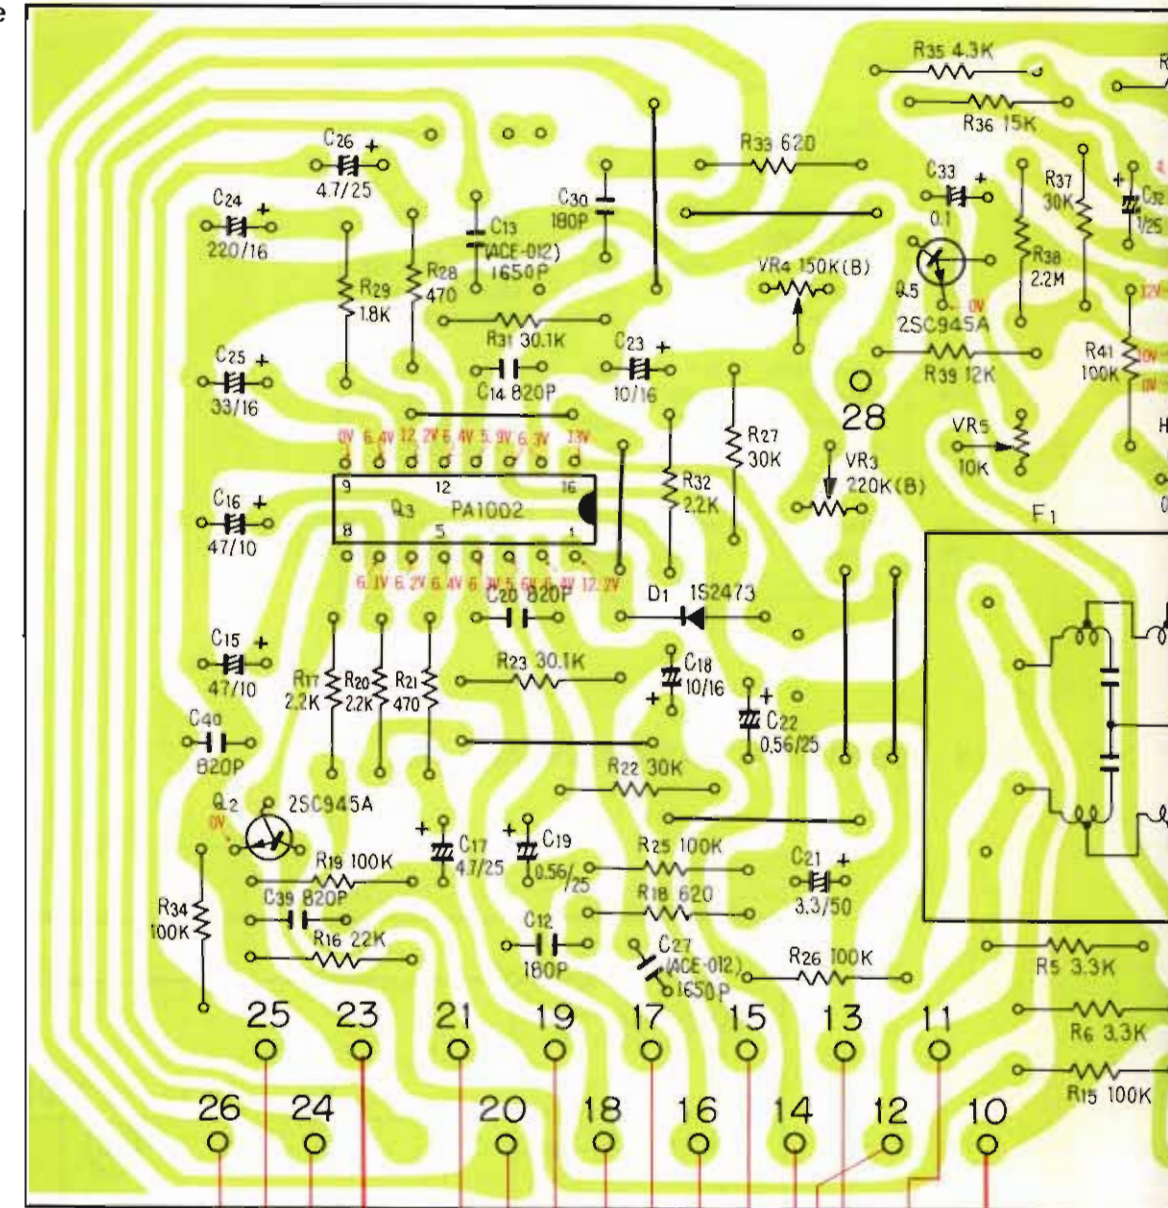 e
R35 4.3K
R
R36 15K
C26 +
4.7/25
R33 620
C33 +
0.1
R37
30K
+
C32
1/25
4
C24 +
220/16
C30
180P
C13
(ACE-012)
1650P
R38
2.2M
VR4 150K(B)
Q5
0V
2SC945A
12V
R29
1.8K
R28
470
R31 30.1K
C23 +
10/16
R39 12K
R41
100K
10V
0V
C25 +
33/16
C14 820P
28
VR5
10K
H
0V 6.4V 12.2V 6.4V 5.9V 6.3V 13V
R27
30K
VR3
220K(B)
R32
2.2K
9 12 16
Q3 PA1002
8 5 1
C16 +
47/10
F1
6.1V 6.2V 6.4V
12.2V
C20 820P
D1 1S2473
C15 +
47/10
R17
2.2K
R20
2.2K
R21
470
R23 30.1K
C18
10/16
+
+
C22
0.56/25
C40
820P
R22 30K
Q2 2SC945A
0V
+
C17
4.7/25
+
C19
0.56/25
R25 100K
C21 +
3.3/50
R19 100K
R18 620
C39 820P
R34
100K
R16 22K
C12
180P
C27
(ACE-012)
1650P
R26 100K
R5 3.3K
R6 3.3K
R15 100K
25 23 21 19 17 15 13 11
26 24 20 18 16 14 12 10